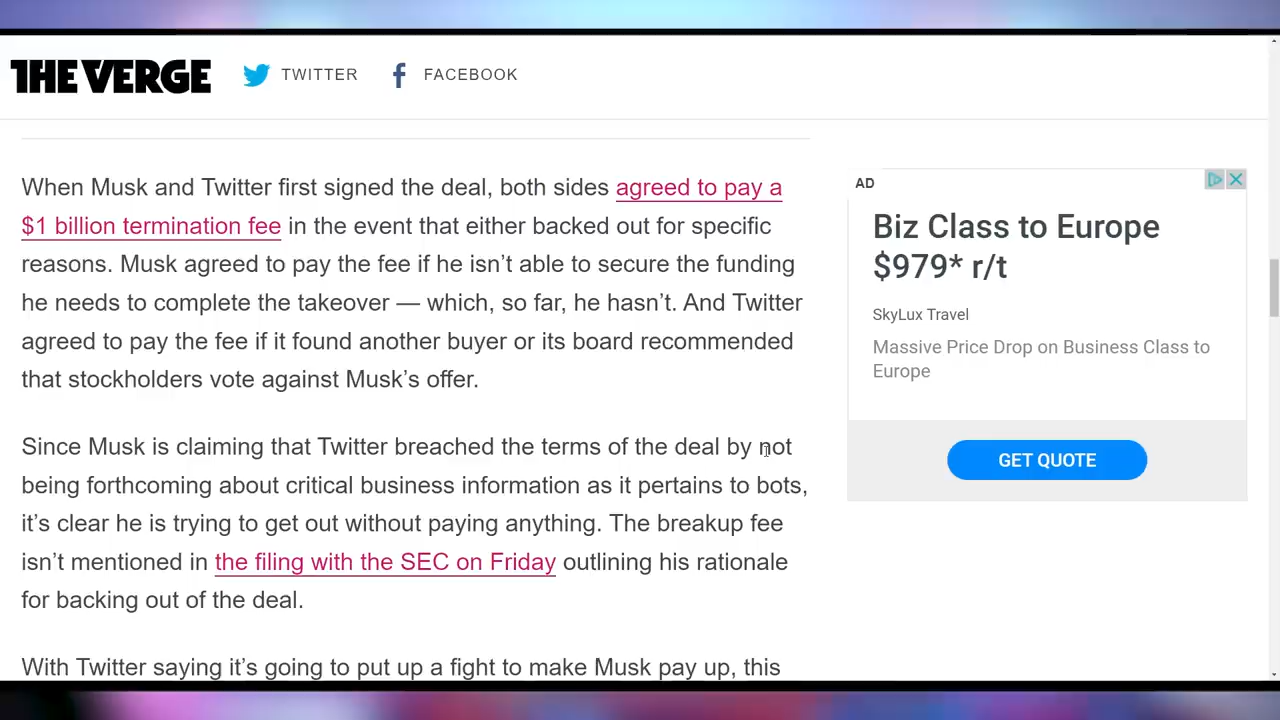 THE VERGE
TWITTER
FACEBOOK
When Musk and Twitter first signed the deal, both sides agreed to pay a
$1 billion termination fee in the event that either backed out for specific
reasons. Musk agreed to pay the fee if he isn’t able to secure the funding
he needs to complete the takeover — which, so far, he hasn’t. And Twitter
agreed to pay the fee if it found another buyer or its board recommended
that stockholders vote against Musk’s offer.
Since Musk is claiming that Twitter breached the terms of the deal by not
being forthcoming about critical business information as it pertains to bots,
it’s clear he is trying to get out without paying anything. The breakup fee
isn’t mentioned in the filing with the SEC on Friday outlining his rationale
for backing out of the deal.
With Twitter saying it’s going to put up a fight to make Musk pay up, this
AD
Biz Class to Europe
$979* r/t
SkyLux Travel
Massive Price Drop on Business Class to
Europe
GET QUOTE